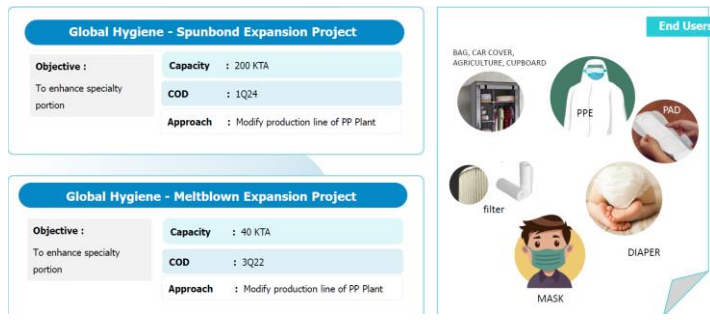 Global Hygiene - Spunbond Expansion Project
Objective :
To enhance specialty
portion
Capacity : 200 KTA
COD : 1Q24
Approach : Modify production line of PP Plant
Global Hygiene - Meltblown Expansion Project
Objective :
To enhance specialty
portion
Capacity : 40 KTA
COD : 3Q22
Approach : Modify production line of PP Plant
End Users
BAG, CAR COVER,
AGRICULTURE, CUPBOARD
PPE
PAD
filter
DIAPER
MASK